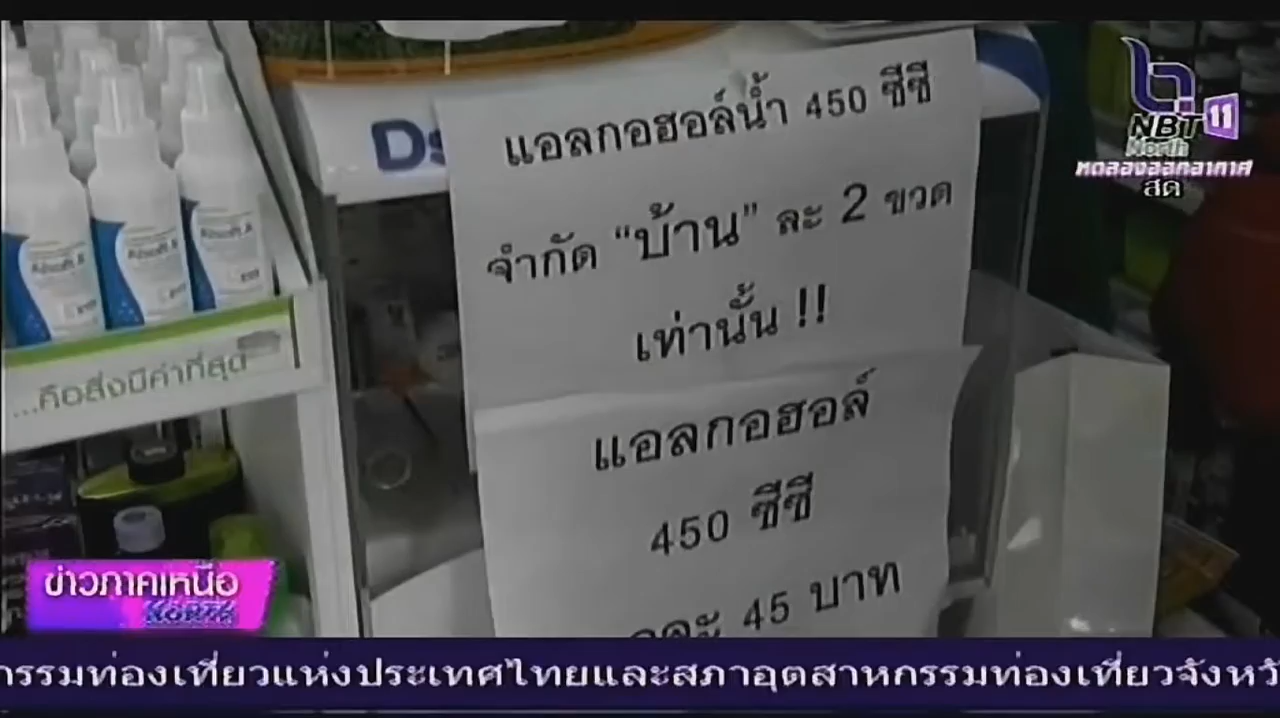 แอลกอฮอล์น้ำ 450 ซีซี
จำกัด “บ้าน” ละ 2 ขวด
เท่านั้น !!
แอลกอฮอล์
450 ซีซี
45 บาท
...คือสิ่งมีค่าที่สุด
NBT 11
North
ทดลองออกอากาศ
สด
ข่าวภาคเหนือ
NORTH
กรรมท่องเที่ยวแห่งประเทศไทยและสภาอุตสาหกรรมท่องเที่ยวจังหวั